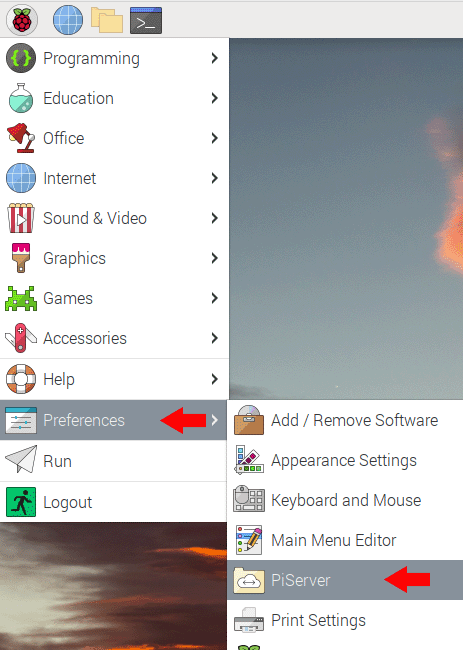 Programming
Education
Office
Internet
Sound & Video
Graphics
Games
Accessories
Help
Preferences
Run
Logout
Add / Remove Software
Appearance Settings
Keyboard and Mouse
Main Menu Editor
PiServer
Print Settings